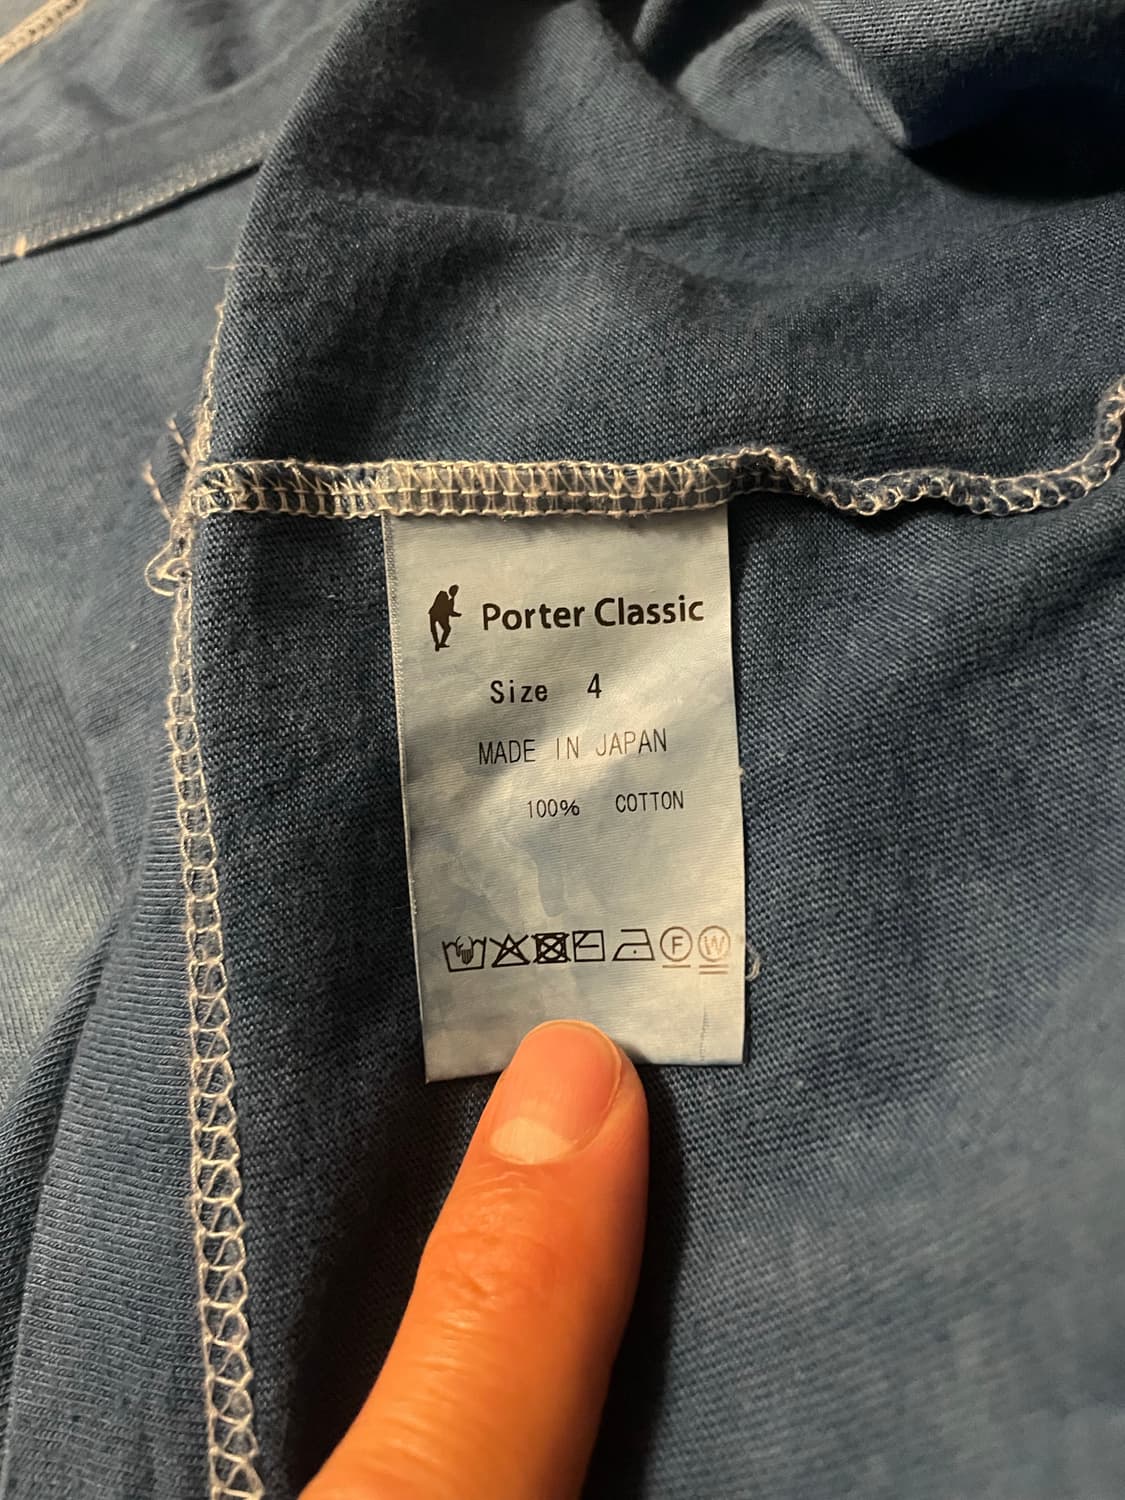 Porter Classic
Size 4
MADE IN JAPAN
100% COTTON
F W